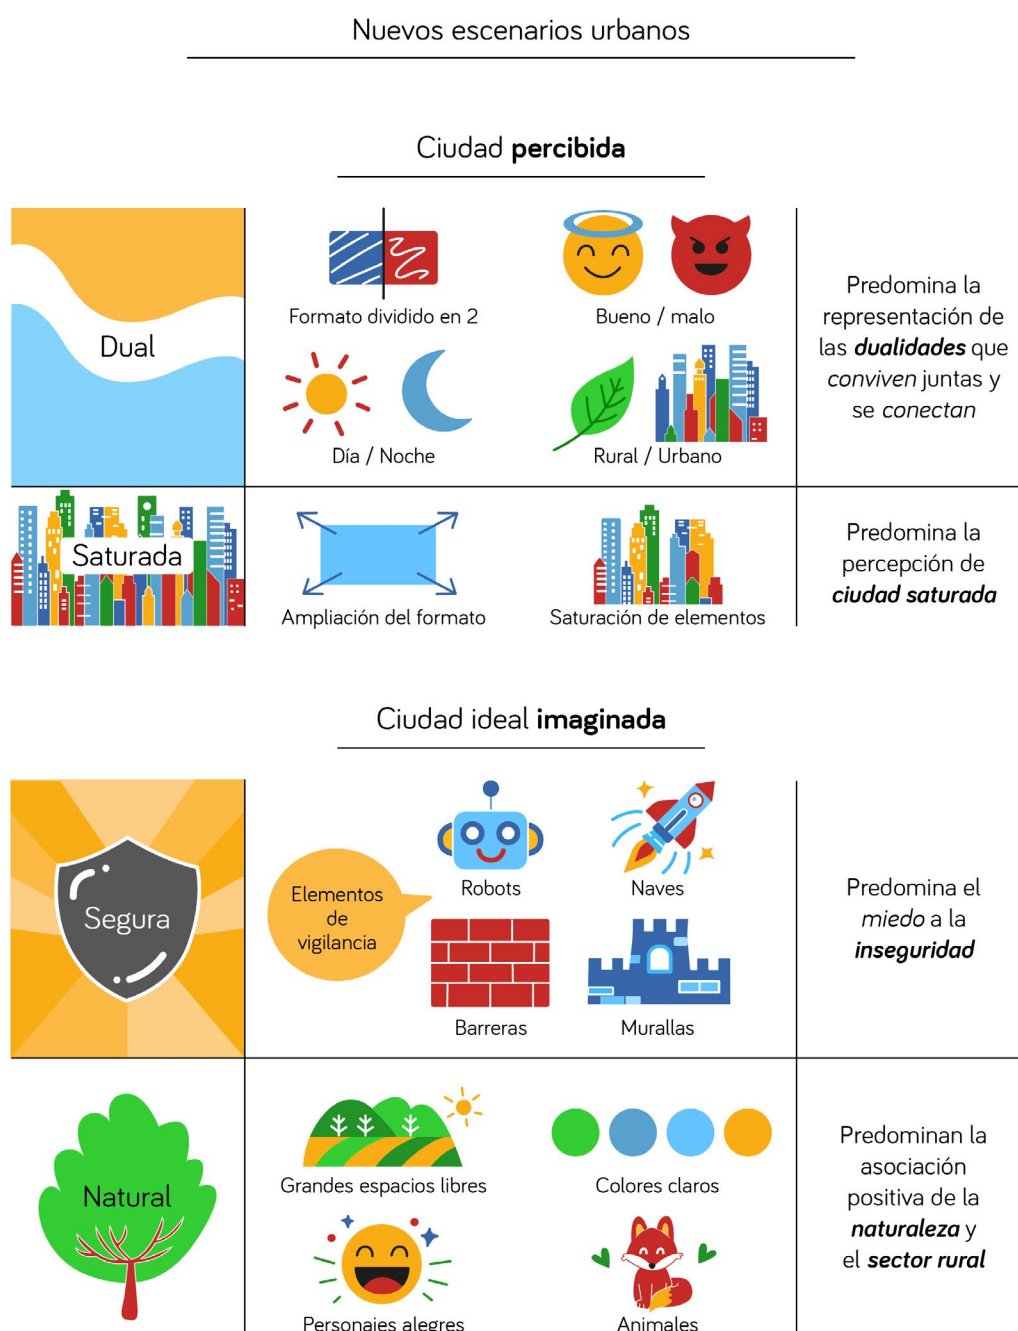 Nuevos escenarios urbanos
Ciudad percibida
Dual
Formato dividido en 2
Bueno / malo
Día / Noche
Rural / Urbano
Predomina la
representación de
las dualidades que
conviven juntas y
se conectan
Saturada
Ampliación del formato
Saturación de elementos
Predomina la
percepción de
ciudad saturada
Ciudad ideal imaginada
Segura
Elementos
de
vigilancia
Robots
Naves
Barreras
Murallas
Predomina el
miedo a la
inseguridad
Natural
Grandes espacios libres
Colores claros
Personajes alegres
Animales
Predominan la
asociación
positiva de la
naturaleza y
el sector rural